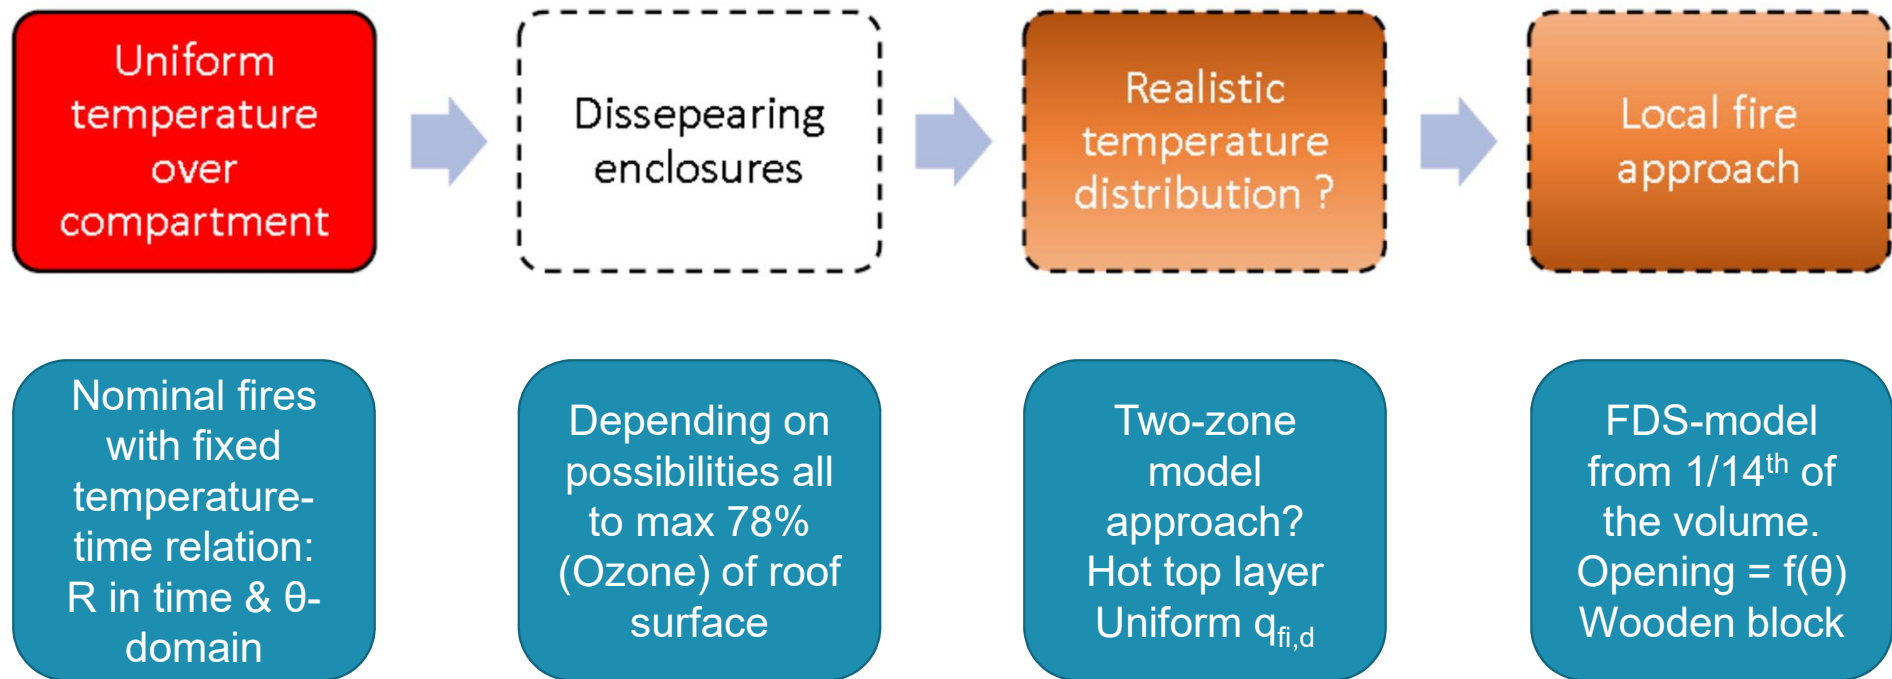 Uniform
temperature
over
compartment
Dissepearing
enclosures
Realistic
temperature
distribution ?
Local fire
approach
Nominal fires
with fixed
temperature-
time relation:
R in time & θ-
domain
Depending on
possibilities all
to max 78%
(Ozone) of roof
surface
Two-zone
model
approach?
Hot top layer
Uniform qfi,d
FDS-model
from 1/14th of
the volume.
Opening = f(θ)
Wooden block